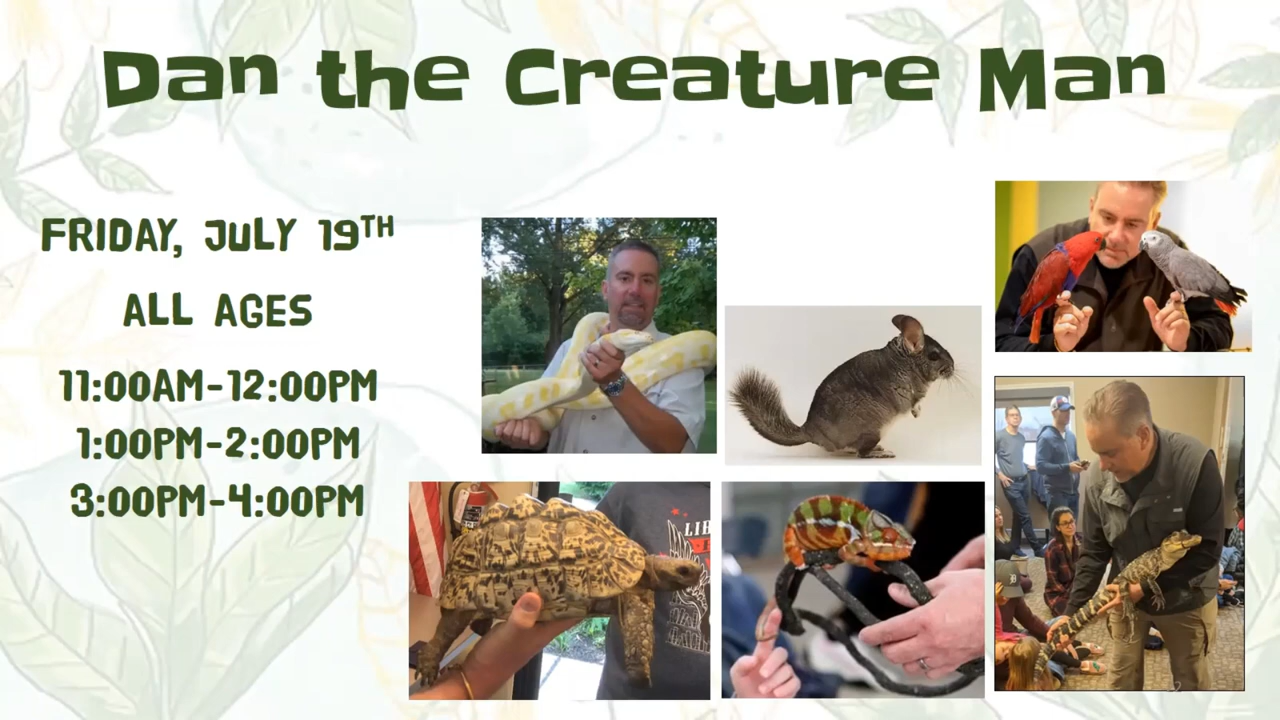 Dan the Creature Man
FRIDAY, JULY 19TH
ALL AGES
11:00AM-12:00PM
1:00PM-2:00PM
3:00PM-4:00PM